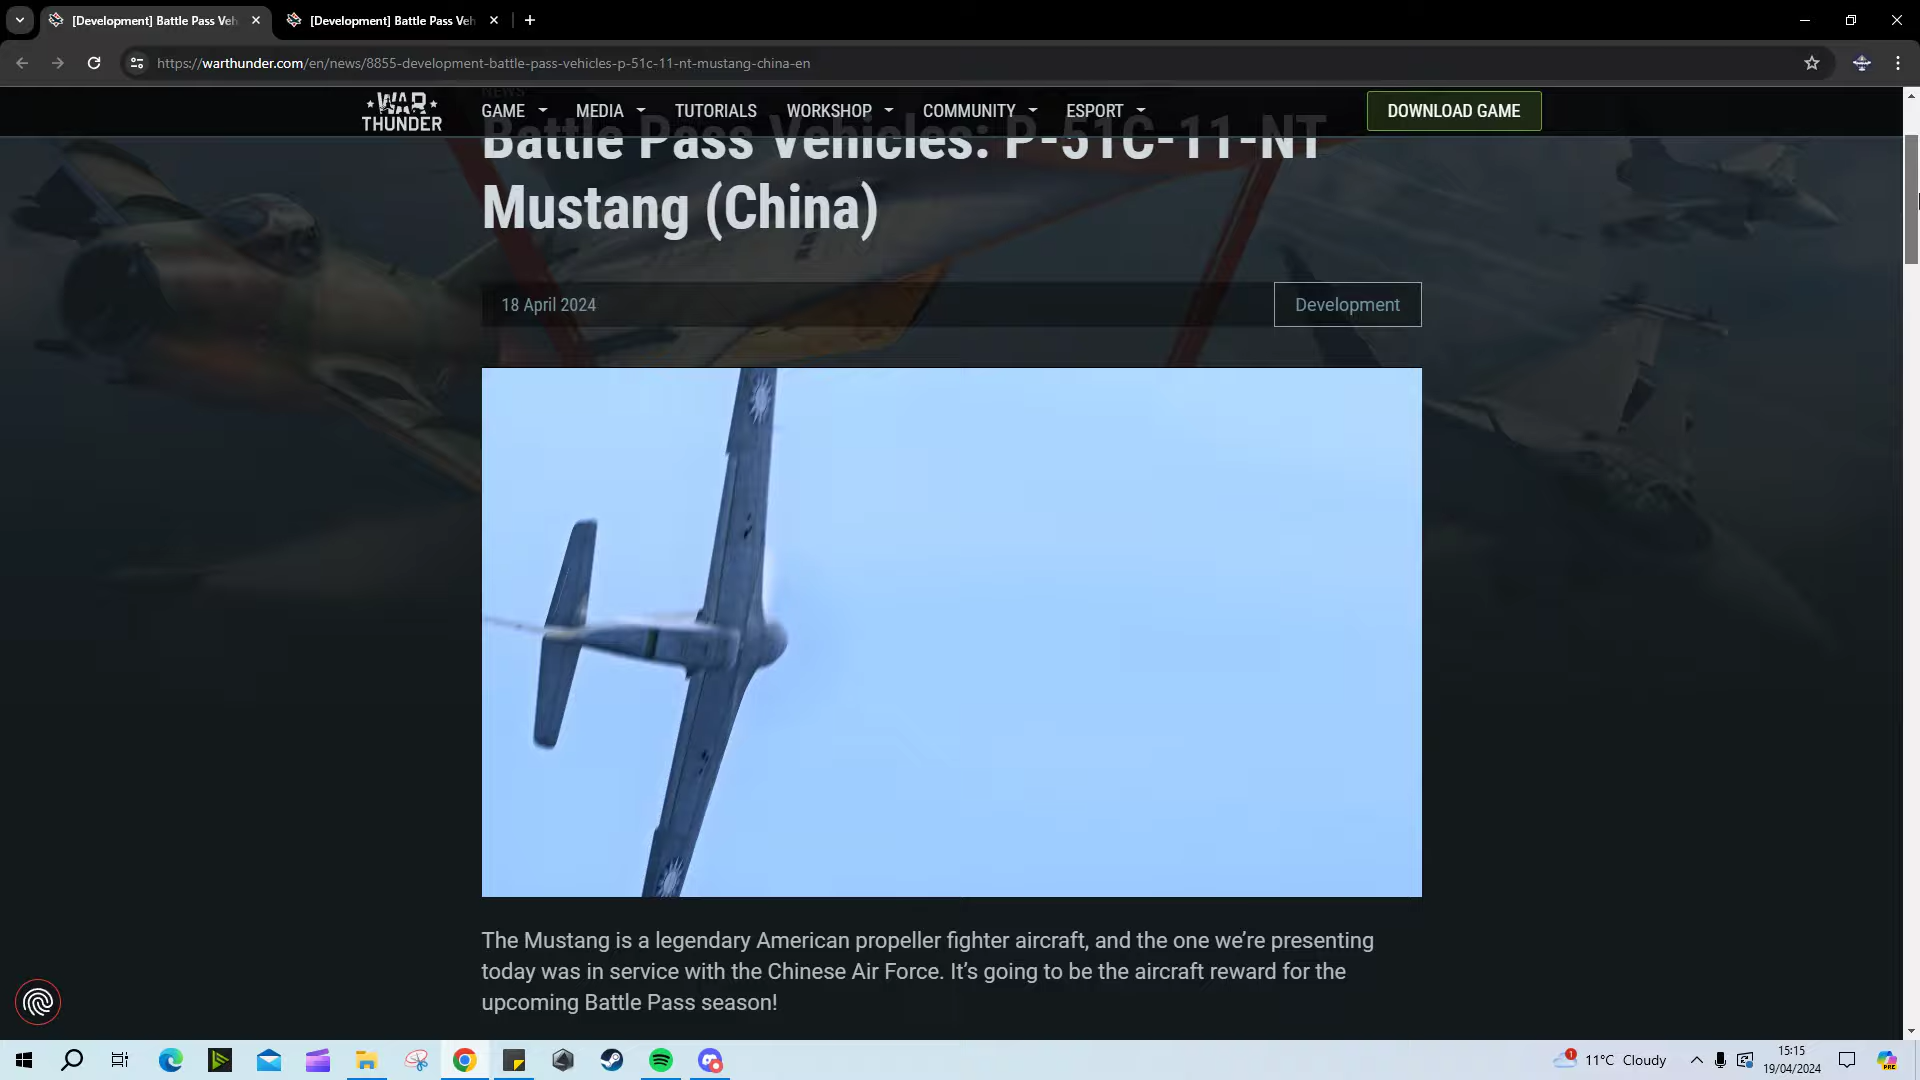 [Development] Battle Pass Veh
[Development] Battle Pass Veh
https://warthunder.com/en/news/8855-development-battle-pass-vehicles-p-51c-11-nt-mustang-china-en
NEWS
WAR
THUNDER
GAME
MEDIA
TUTORIALS
WORKSHOP
COMMUNITY
ESPORT
DOWNLOAD GAME
Battle Pass Vehicles: P-51C-11-NT
Mustang (China)
18 April 2024
Development
The Mustang is a legendary American propeller fighter aircraft, and the one we’re presenting
today was in service with the Chinese Air Force. It’s going to be the aircraft reward for the
upcoming Battle Pass season!
1
11°C Cloudy
15:15
19/04/2024
PRE